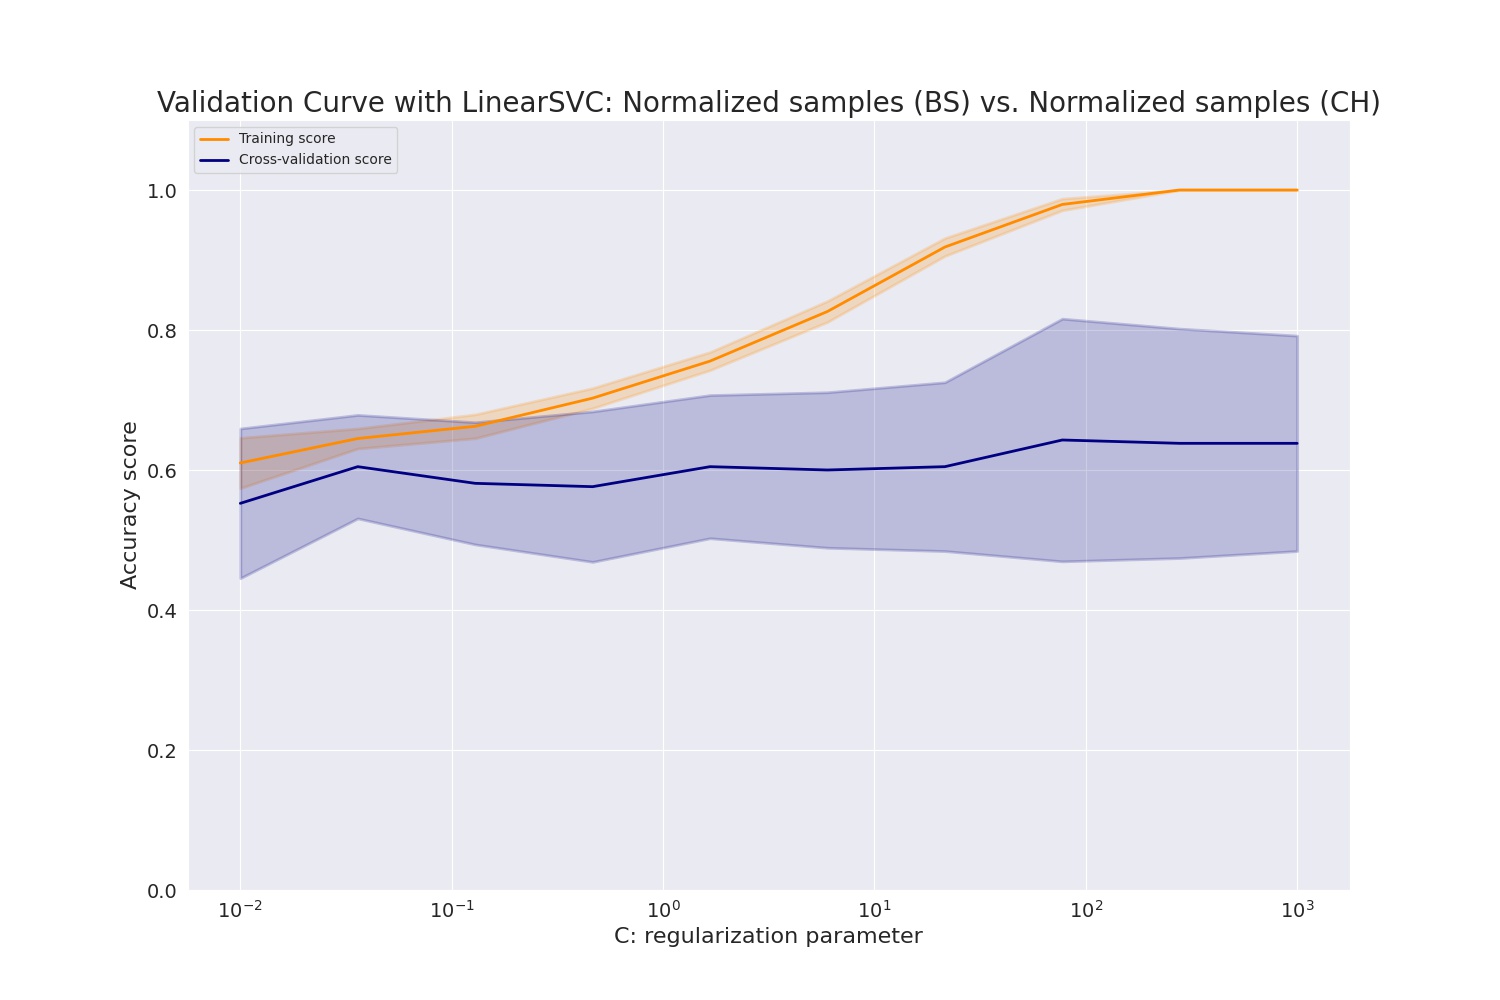 Validation Curve with LinearSVC: Normalized samples (BS) vs. Normalized samples (CH)
Training score
Cross-validation score
1.0
0.8
0.6
0.4
0.2
0.0
Accuracy score
10⁻² 10⁻¹ 10⁰ 10¹ 10² 10³
C: regularization parameter